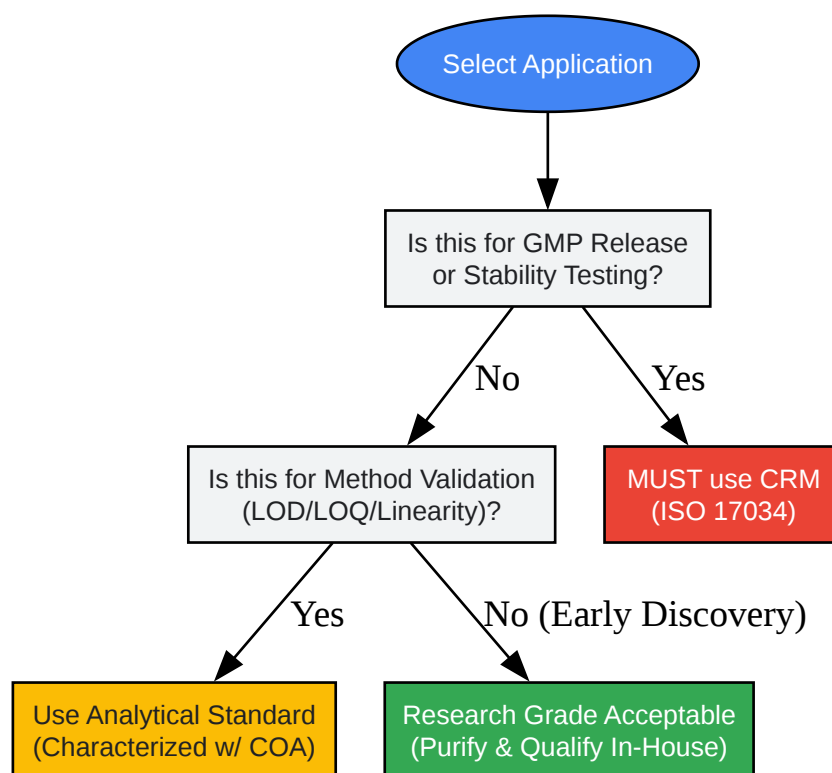 Select Application
Is this for GMP Release
or Stability Testing?
No
Yes
Is this for Method Validation
(LOD/LOQ/Linearity)?
MUST use CRM
(ISO 17034)
Yes
No (Early Discovery)
Use Analytical Standard
(Characterized w/ COA)
Research Grade Acceptable
(Purify & Qualify In-House)